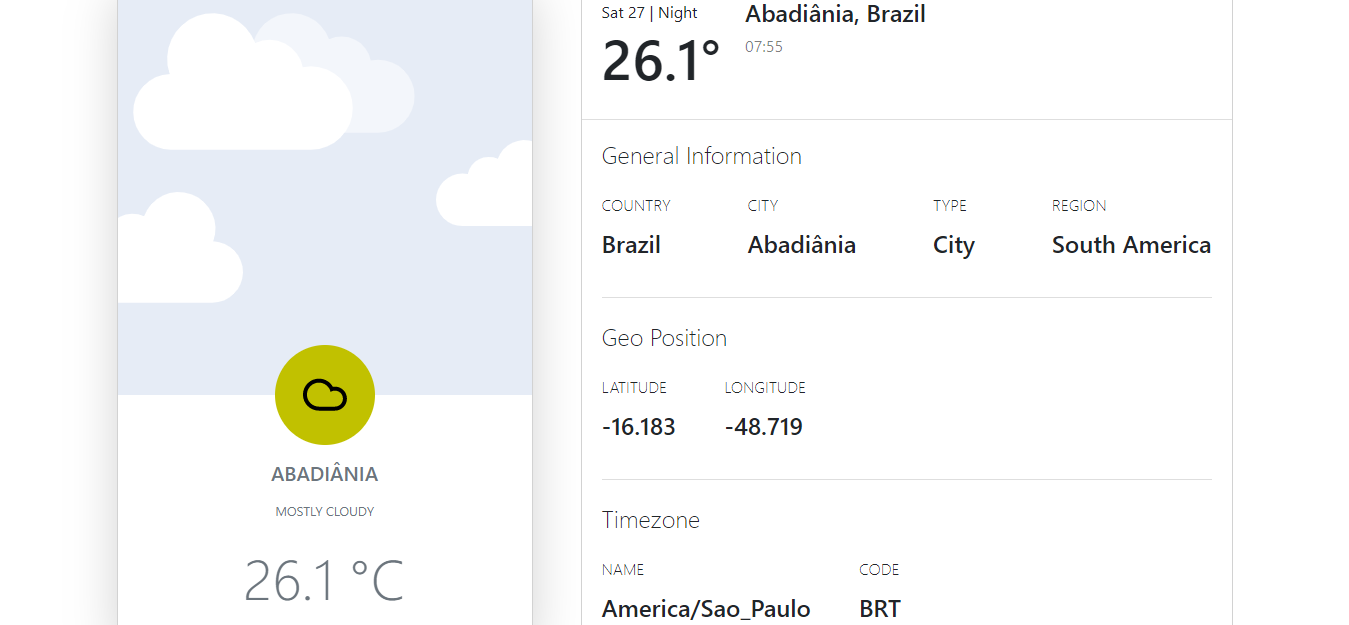 ABADIÂNIA
MOSTLY CLOUDY
26.1 °C
Sat 27 | Night
26.1°
Abadiânia, Brazil
07:55
General Information
COUNTRY CITY TYPE REGION
Brazil Abadiânia City South America
Geo Position
LATITUDE LONGITUDE
-16.183 -48.719
Timezone
NAME CODE
America/Sao_Paulo BRT